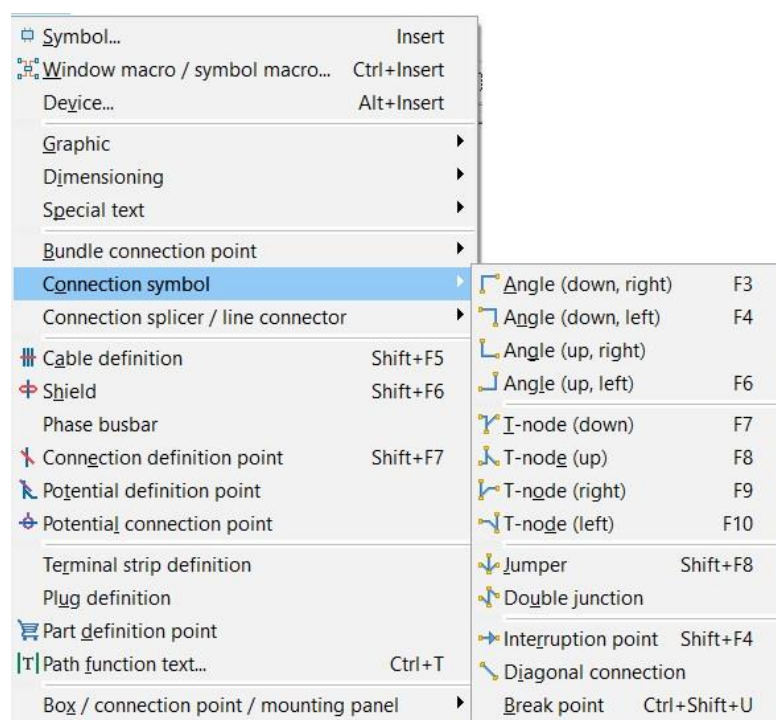 Symbol... Insert
Window macro / symbol macro... Ctrl+Insert
Device... Alt+Insert
Graphic
Dimensioning
Special text
Bundle connection point
Connection symbol
Connection splicer / line connector
Cable definition Shift+F5
Shield Shift+F6
Phase busbar
Connection definition point Shift+F7
Potential definition point
Potential connection point
Terminal strip definition
Plug definition
Part definition point
T Path function text... Ctrl+T
Box / connection point / mounting panel
Angle (down, right) F3
Angle (down, left) F4
Angle (up, right)
Angle (up, left) F6
T-node (down) F7
T-node (up) F8
T-node (right) F9
T-node (left) F10
Jumper Shift+F8
Double junction
Interruption point Shift+F4
Diagonal connection
Break point Ctrl+Shift+U